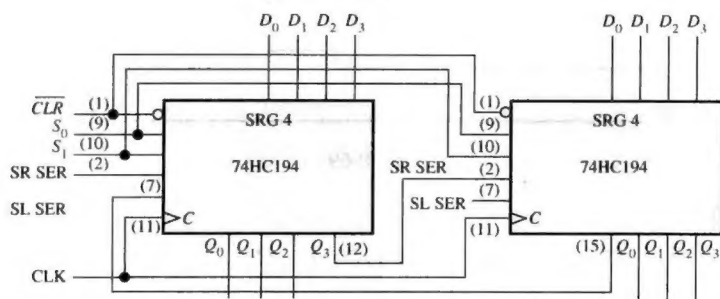 D0 D1 D2 D3 D0 D1 D2 D3
CLR (1) (1)
S0 (9) SRG 4 (9) SRG 4
S1 (10) (10)
SR SER (2) 74HC194 SR SER (2) 74HC194
(7) (7)
SL SER SL SER
(11) C (11) C
Q0 Q1 Q2 Q3 (12) (15) Q0 Q1 Q2 Q3
CLK